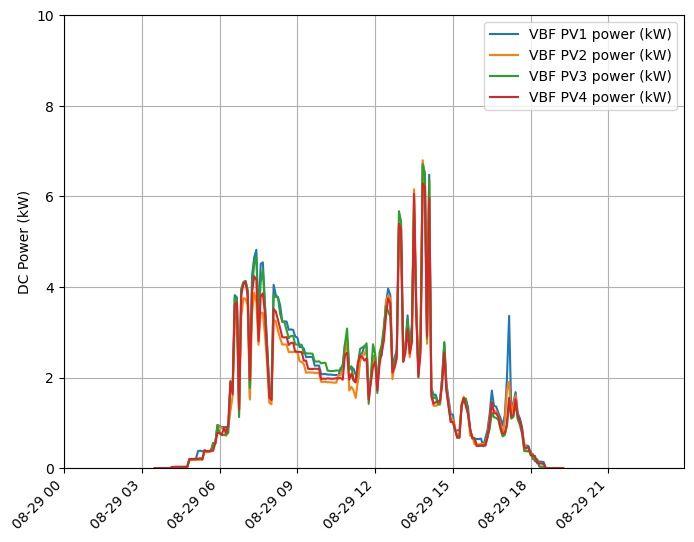 10
8
6
4
2
0
DC Power (kW)
VBF PV1 power (kW)
VBF PV2 power (kW)
VBF PV3 power (kW)
VBF PV4 power (kW)
08-29 00
08-29 03
08-29 06
08-29 09
08-29 12
08-29 15
08-29 18
08-29 21